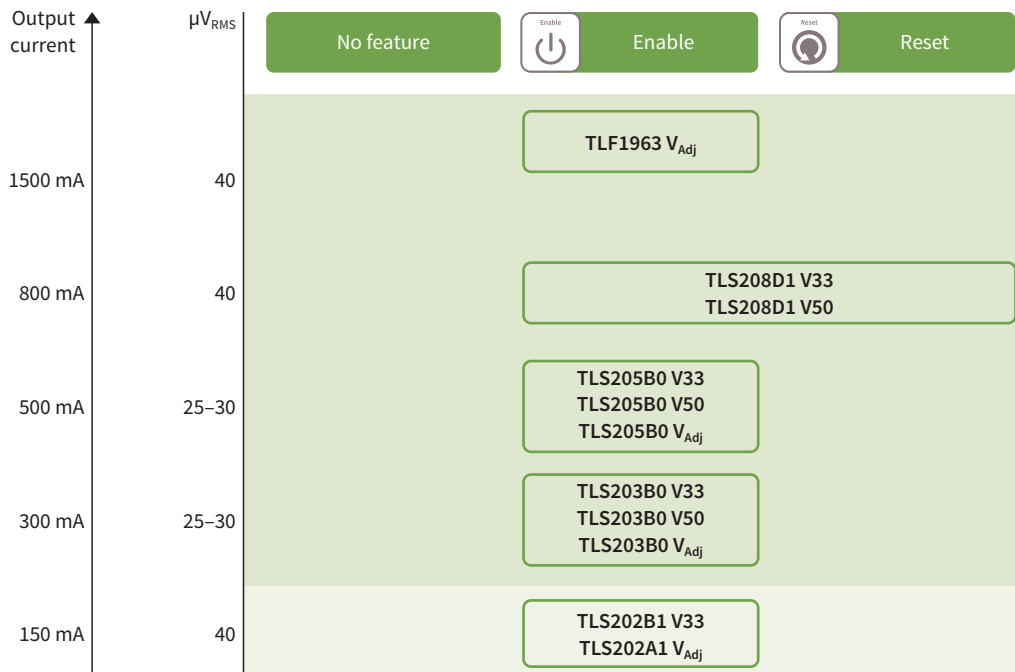 Output current
µVRMS
No feature
Enable
Enable
Reset
Reset
TLF1963 VAdj
1500 mA
40
800 mA
40
TLS208D1 V33
TLS208D1 V50
500 mA
25–30
TLS205B0 V33
TLS205B0 V50
TLS205B0 VAdj
300 mA
25–30
TLS203B0 V33
TLS203B0 V50
TLS203B0 VAdj
150 mA
40
TLS202B1 V33
TLS202A1 VAdj